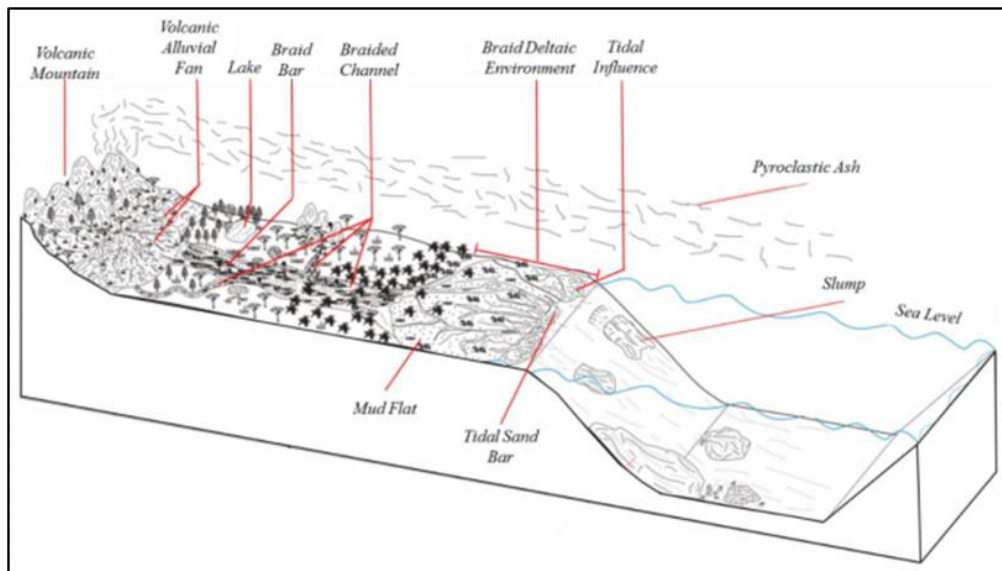 Volcanic
Mountain
Volcanic
Alluvial
Fan
Lake
Braid
Bar
Braided
Channel
Braid Deltaic
Environment
Tidal
Influence
Pyroclastic Ash
Slump
Sea Level
Mud Flat
Tidal Sand
Bar